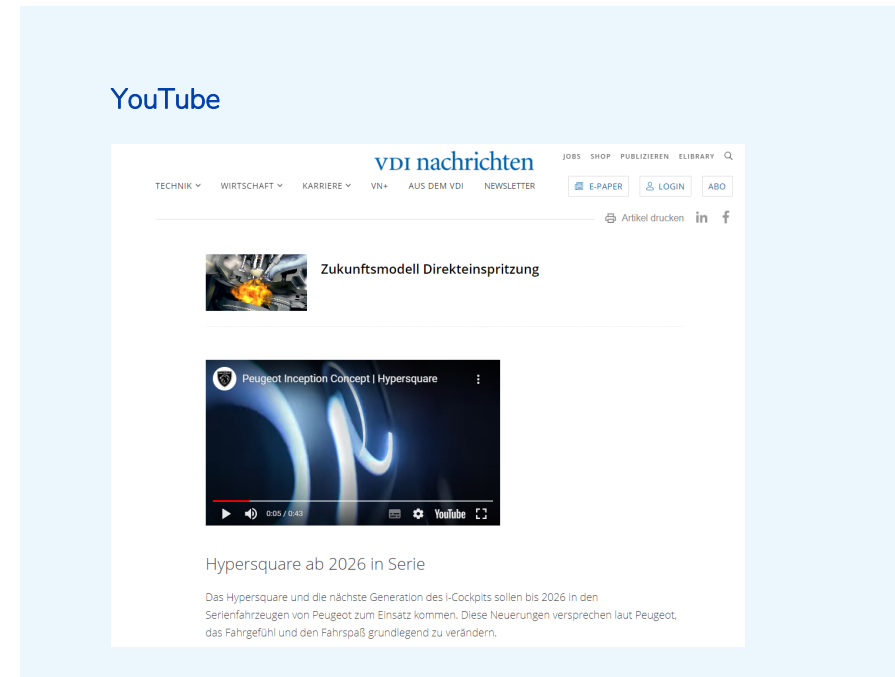 YouTube
VDI nachrichten
JOBS SHOP PUBLIZIEREN ELIBRARY
TECHNIK WIRTSCHAFT KARRIERE VN+ AUS DEM VDI NEWSLETTER E-PAPER LOGIN ABO
Artikel drucken in f
Zukunftsmodell Direkteinspritzung
Peugeot Inception Concept | Hypersquare
0:05 / 0:43 YouTube
Hypersquare ab 2026 in Serie
Das Hypersquare und die nächste Generation des I-Cockpits sollen bis 2026 in den
Serienfahrzeugen von Peugeot zum Einsatz kommen. Diese Neuerungen versprechen laut Peugeot,
das Fahrgefühl und den Fahrspaß grundlegend zu verändern.